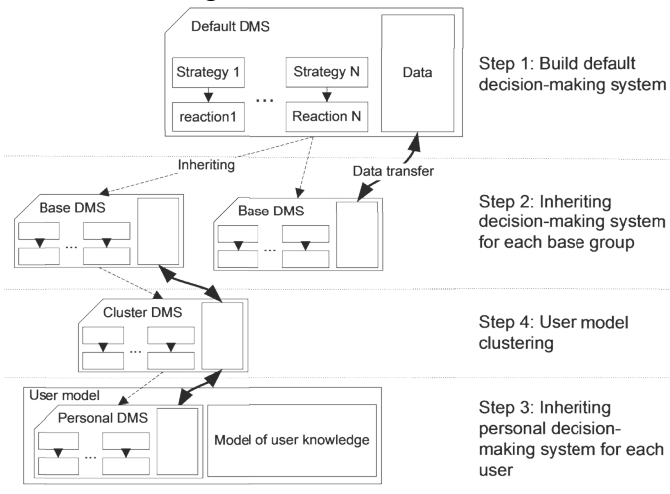 Default DMS
Strategy 1
Strategy N
Data
reaction1
...
Reaction N
Step 1: Build default
decision-making system
Inheriting
Data transfer
Base DMS
...
Base DMS
...
Step 2: Inheriting
decision-making system
for each base group
Cluster DMS
...
Step 4: User model
clustering
User model
Personal DMS
...
Model of user knowledge
Step 3: Inheriting
personal decision-
making system for each
user